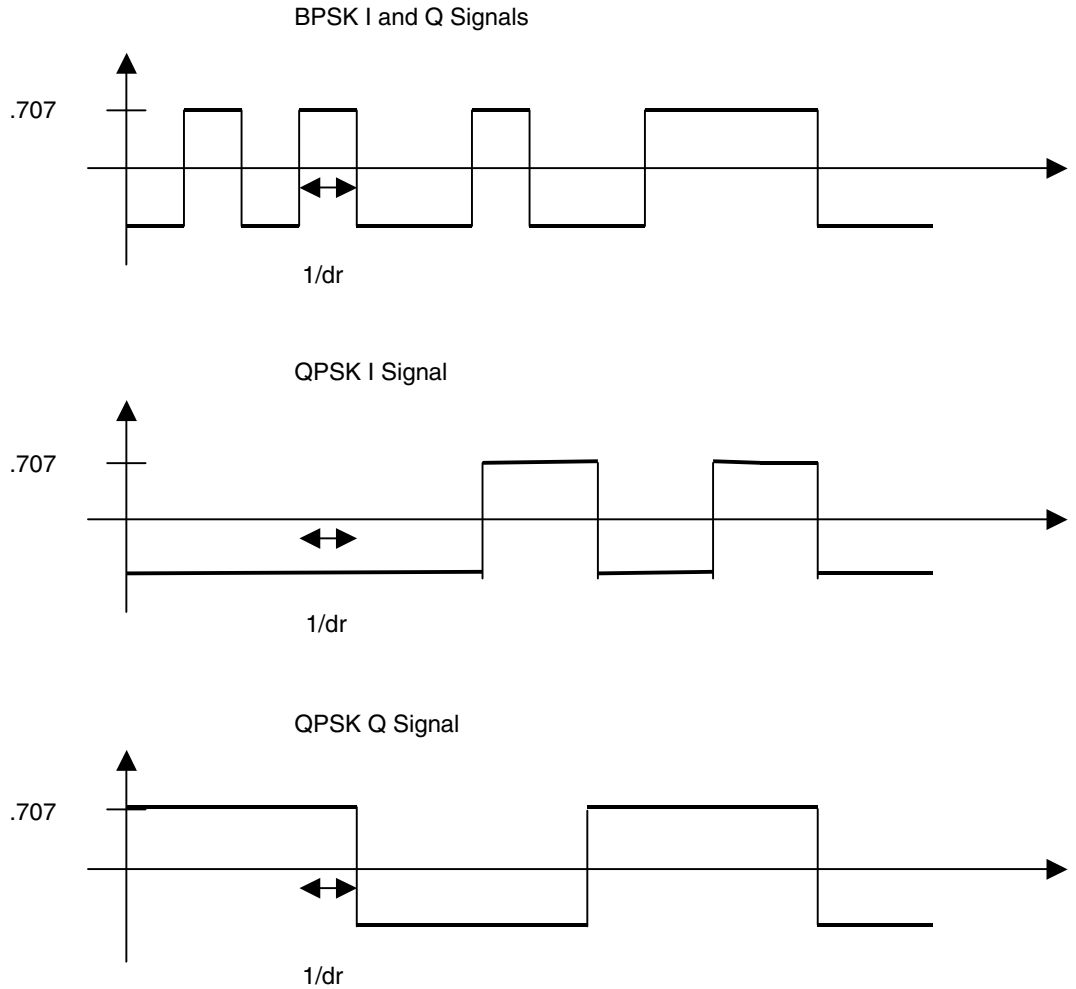 BPSK I and Q Signals
.707
1/dr
QPSK I Signal
.707
1/dr
QPSK Q Signal
.707
1/dr